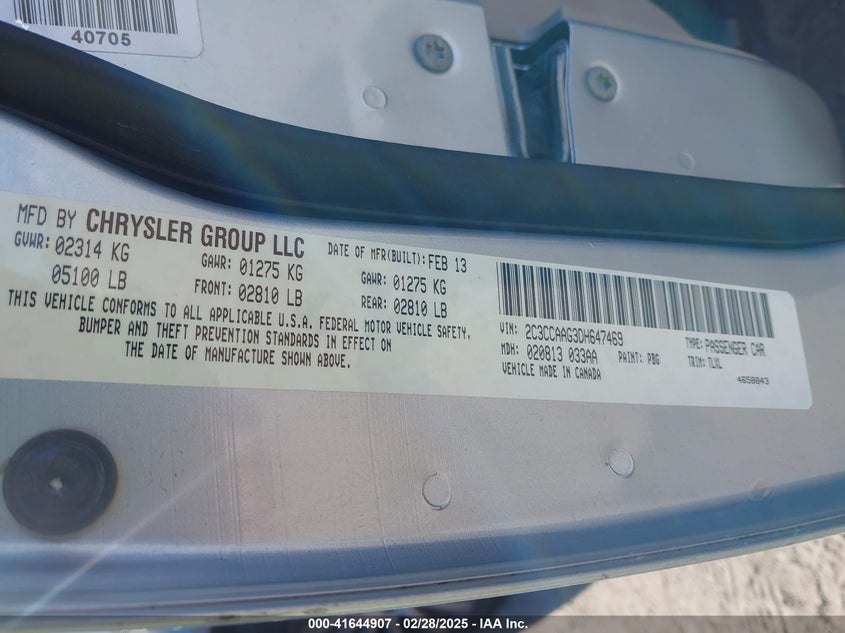 40705
MFD BY CHRYSLER GROUP LLC
DATE OF MFR(BUILT): FEB 13
GVWR: 02314 KG
GAWR: 01275 KG
GAWR: 01275 KG
05100 LB
FRONT: 02810 LB
REAR: 02810 LB
THIS VEHICLE CONFORMS TO ALL APPLICABLE U.S.A. FEDERAL MOTOR VEHICLE SAFETY,
BUMPER AND THEFT PREVENTION STANDARDS IN EFFECT ON
THE DATE OF MANUFACTURE SHOWN ABOVE.
VIN: 2C3CCAAG3DH647469
TYPE: PASSENGER CAR
MDH: 020813 033AA
PAINT: PBG
TRIM: TLXL
VEHICLE MADE IN CANADA
4658843
000-41644907 - 02/28/2025 - IAA Inc.